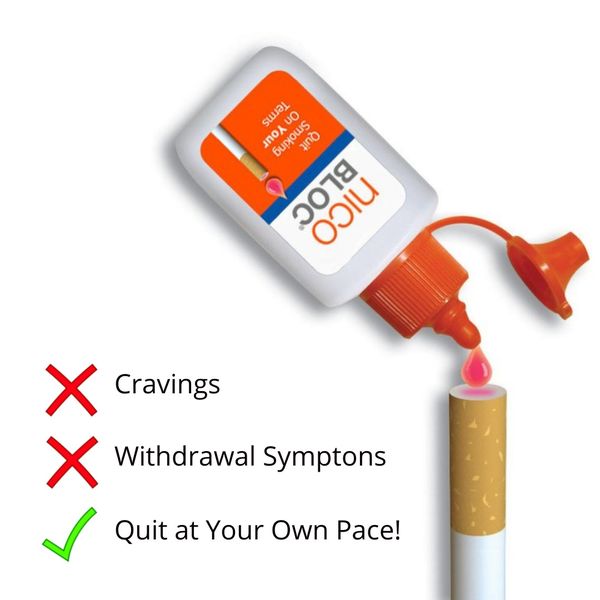 Quit
Smoking
On Your
Terms
nico
BLOC®
Cravings
Withdrawal Symptons
Quit at Your Own Pace!